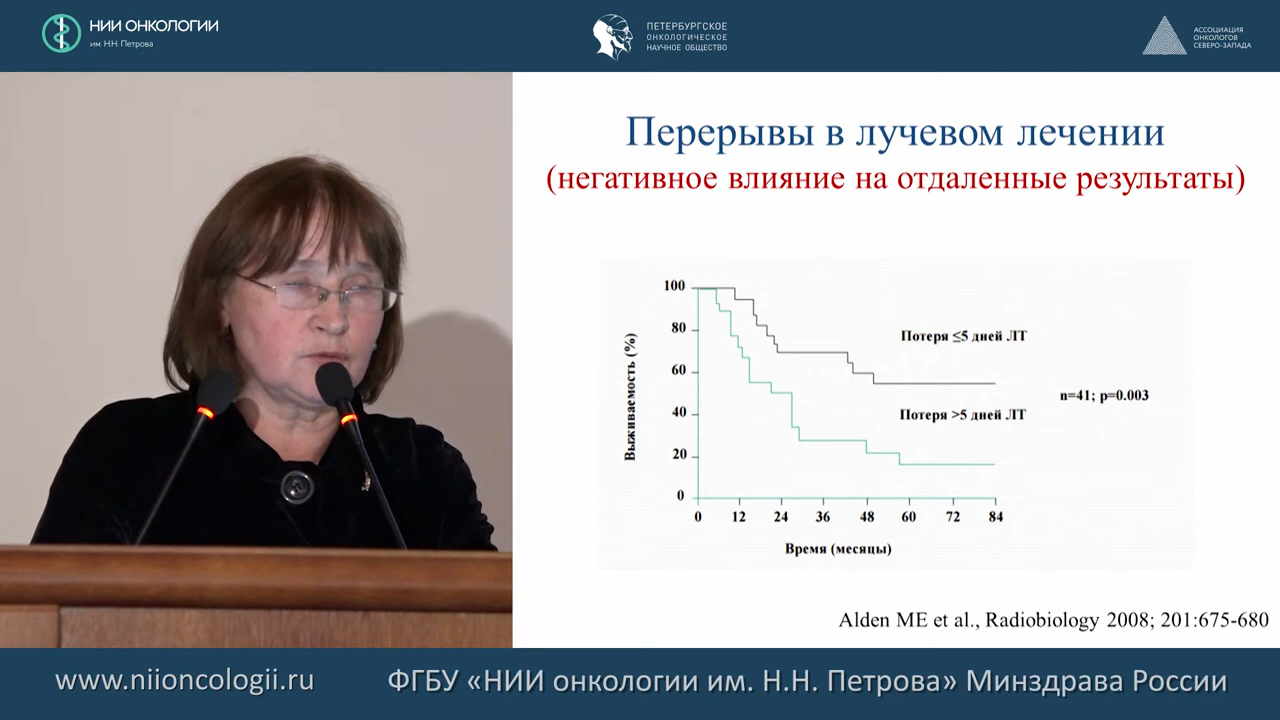 НИИ ОНКОЛОГИИ
им. Н.Н. Петрова
ПЕТЕРБУРГСКОЕ
ОНКОЛОГИЧЕСКОЕ
НАУЧНОЕ ОБЩЕСТВО
АССОЦИАЦИЯ
ОНКОЛОГОВ
СЕВЕРО-ЗАПАДА
Перерывы в лучевом лечении
(негативное влияние на отдаленные результаты)
Выживаемость (%)
100
80
60
40
20
0
Потеря ≤5 дней ЛТ
n=41; p=0.003
Потеря >5 дней ЛТ
0 12 24 36 48 60 72 84
Время (месяцы)
Alden ME et al., Radiobiology 2008; 201:675-680
www.niioncologii.ru
ФГБУ «НИИ онкологии им. Н.Н. Петрова» Минздрава России